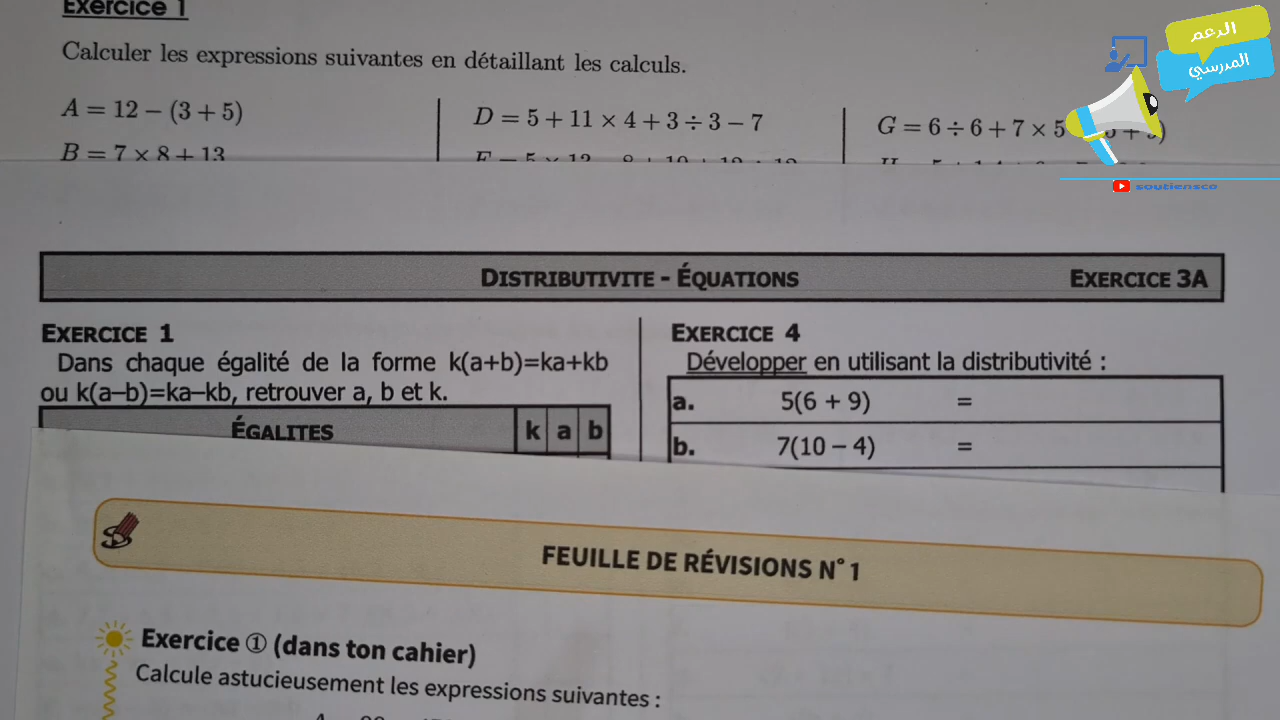 Exercice 1
Calculer les expressions suivantes en détaillant les calculs.
A = 12 − (3 + 5)
B = 7 × 8 + 13
D = 5 + 11 × 4 + 3 ÷ 3 − 7
G = 6 ÷ 6 + 7 × 5
الدعم
المدرسي
soutiensco
DISTRIBUTIVITE - ÉQUATIONS
EXERCICE 3A
EXERCICE 1
Dans chaque égalité de la forme k(a+b)=ka+kb
ou k(a–b)=ka–kb, retrouver a, b et k.
ÉGALITES k a b
EXERCICE 4
Développer en utilisant la distributivité :
a. 5(6 + 9) =
b. 7(10 – 4) =
FEUILLE DE RÉVISIONS N° 1
Exercice ① (dans ton cahier)
Calcule astucieusement les expressions suivantes :